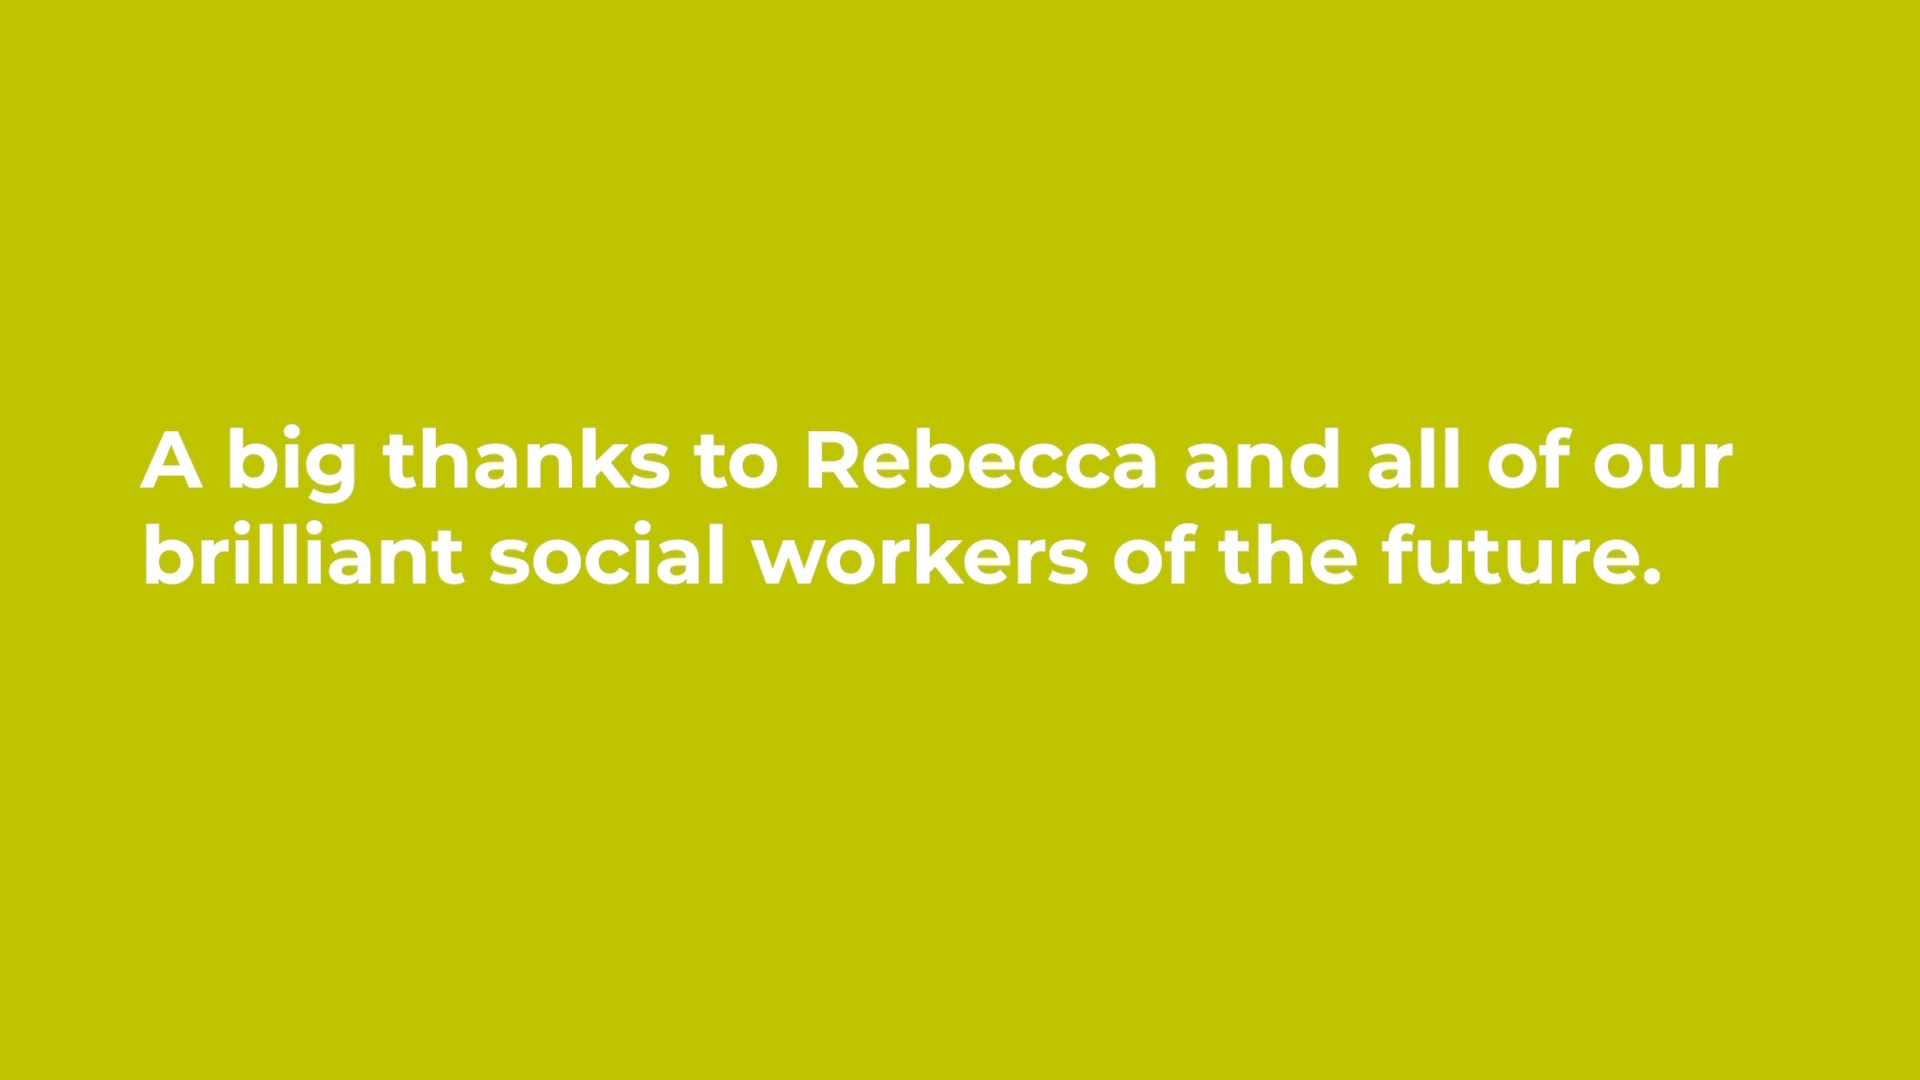 A big thanks to Rebecca and all of our
brilliant social workers of the future.